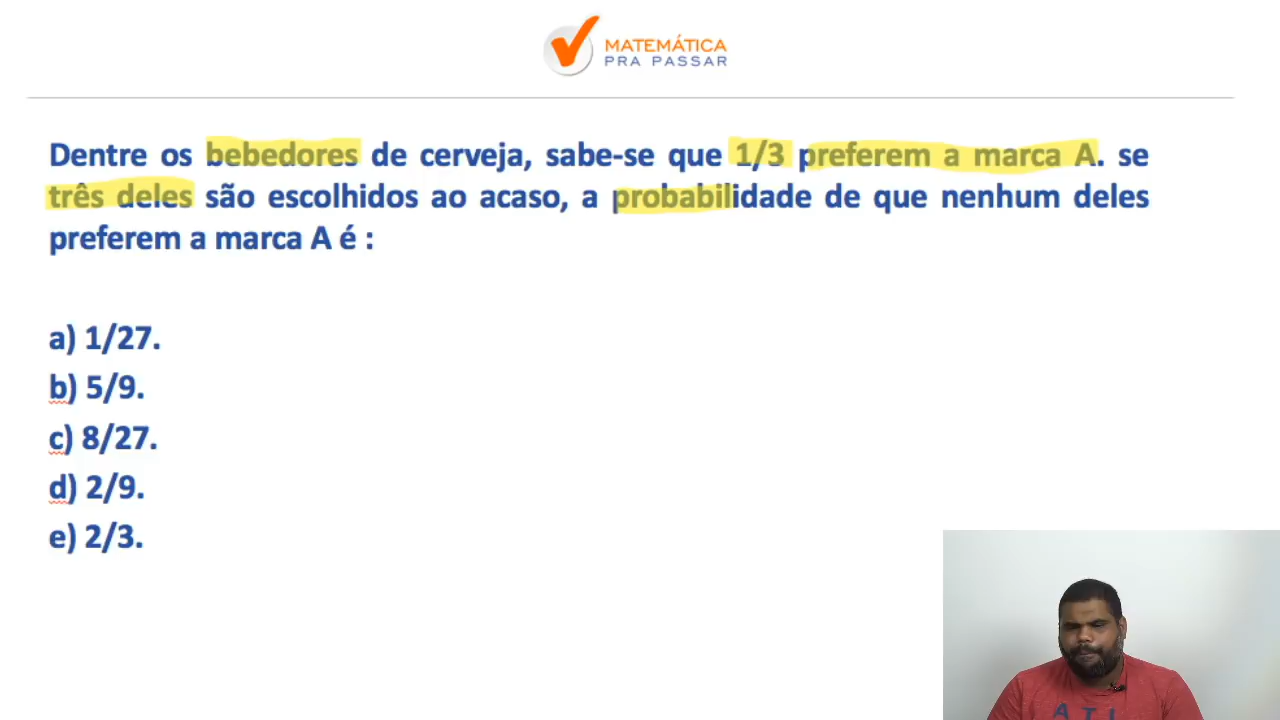 MATEMÁTICA
PRA PASSAR
Dentre os bebedores de cerveja, sabe-se que 1/3 preferem a marca A. se
três deles são escolhidos ao acaso, a probabilidade de que nenhum deles
preferem a marca A é :
a) 1/27.
b) 5/9.
c) 8/27.
d) 2/9.
e) 2/3.